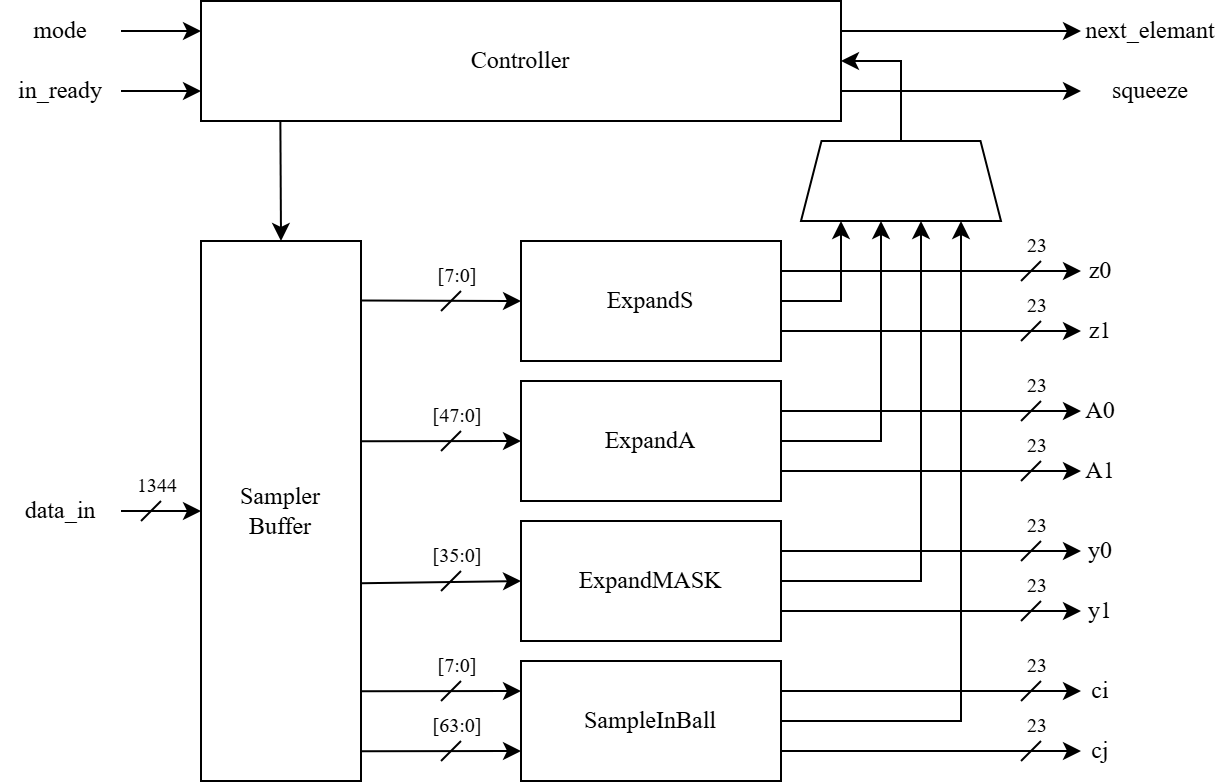 mode
next_elemant
Controller
in_ready
squeeze
[7:0]
23
z0
ExpandS
23
z1
[47:0]
23
A0
ExpandA
23
A1
1344
data_in
Sampler
Buffer
[35:0]
23
y0
ExpandMASK
23
y1
[7:0]
23
ci
SampleInBall
[63:0]
23
cj